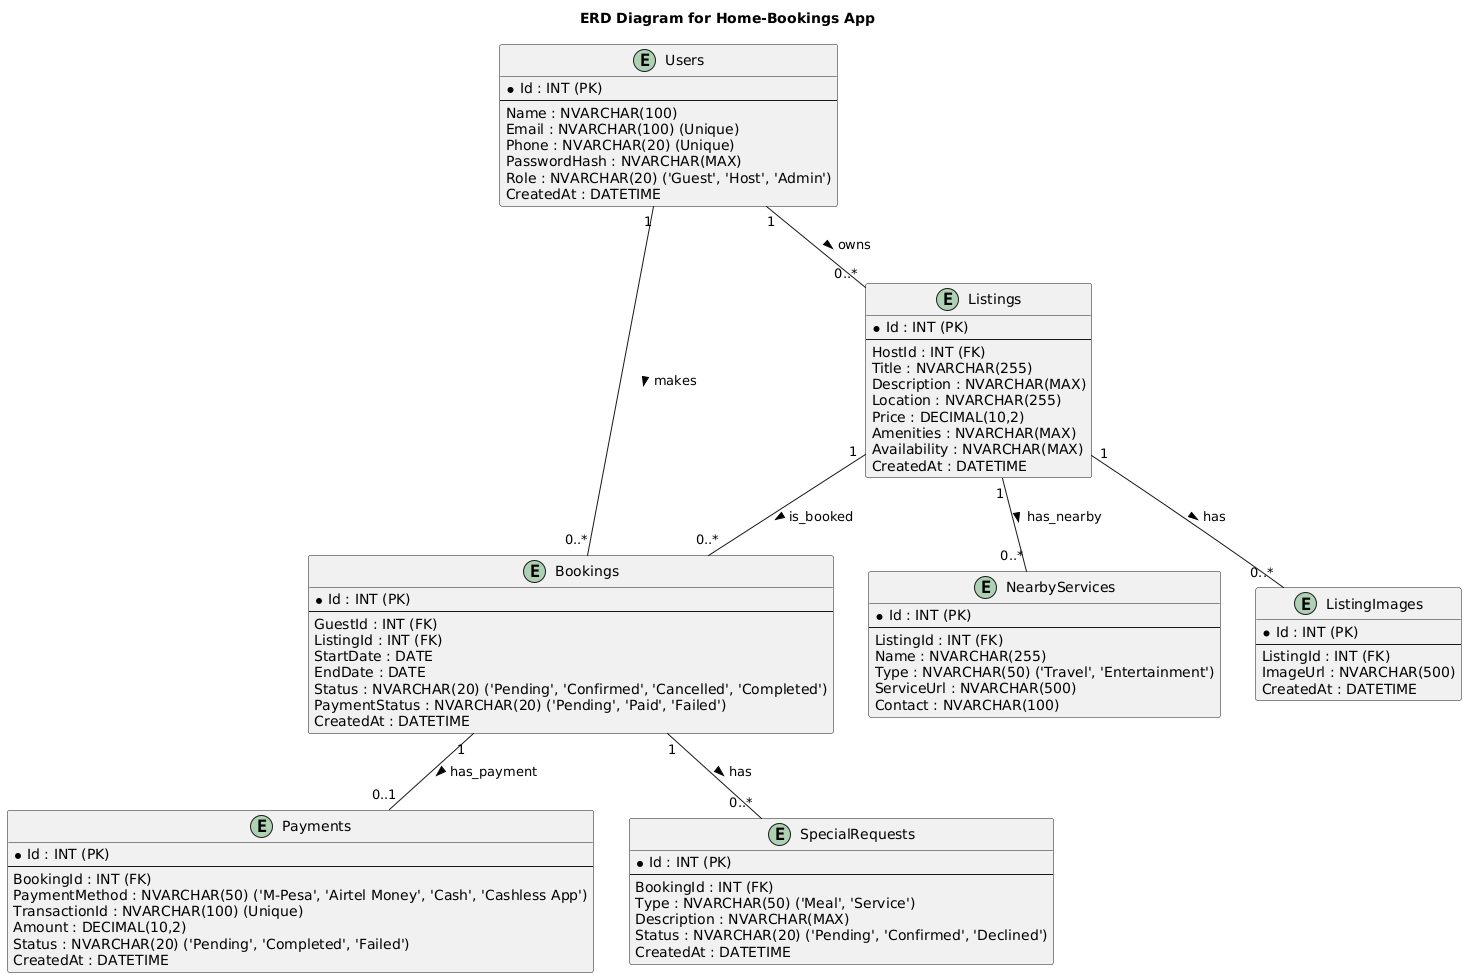 ERD Diagram for Home-Bookings App
E Users
Id : INT (PK)
Name : NVARCHAR(100)
Email : NVARCHAR(100) (Unique)
Phone : NVARCHAR(20) (Unique)
PasswordHash : NVARCHAR(MAX)
Role : NVARCHAR(20) ('Guest', 'Host', 'Admin')
CreatedAt : DATETIME
1
1
owns
0..*
E Listings
Id : INT (PK)
HostId : INT (FK)
Title : NVARCHAR(255)
Description : NVARCHAR(MAX)
Location : NVARCHAR(255)
Price : DECIMAL(10,2)
Amenities : NVARCHAR(MAX)
Availability : NVARCHAR(MAX)
CreatedAt : DATETIME
makes
1
1
1
is_booked
has_nearby
has
0..*
0..*
0..*
0..*
E Bookings
Id : INT (PK)
GuestId : INT (FK)
ListingId : INT (FK)
StartDate : DATE
EndDate : DATE
Status : NVARCHAR(20) ('Pending', 'Confirmed', 'Cancelled', 'Completed')
PaymentStatus : NVARCHAR(20) ('Pending', 'Paid', 'Failed')
CreatedAt : DATETIME
E NearbyServices
Id : INT (PK)
ListingId : INT (FK)
Name : NVARCHAR(255)
Type : NVARCHAR(50) ('Travel', 'Entertainment')
ServiceUrl : NVARCHAR(500)
Contact : NVARCHAR(100)
E ListingImages
Id : INT (PK)
ListingId : INT (FK)
ImageUrl : NVARCHAR(500)
CreatedAt : DATETIME
1
1
has_payment
has
0..1
0..*
E Payments
Id : INT (PK)
BookingId : INT (FK)
PaymentMethod : NVARCHAR(50) ('M-Pesa', 'Airtel Money', 'Cash', 'Cashless App')
TransactionId : NVARCHAR(100) (Unique)
Amount : DECIMAL(10,2)
Status : NVARCHAR(20) ('Pending', 'Completed', 'Failed')
CreatedAt : DATETIME
E SpecialRequests
Id : INT (PK)
BookingId : INT (FK)
Type : NVARCHAR(50) ('Meal', 'Service')
Description : NVARCHAR(MAX)
Status : NVARCHAR(20) ('Pending', 'Confirmed', 'Declined')
CreatedAt : DATETIME